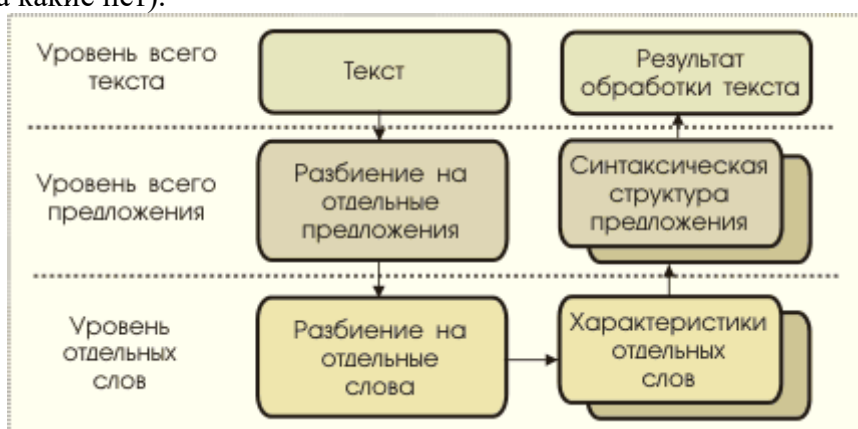 а какие нет).
Уровень всего
текста
Текст
Результат
обработки текста
Уровень всего
предложения
Разбиение на
отдельные
предложения
Синтаксическая
структура
предложения
Уровень
отдельных
слов
Разбиение на
отдельные
слова
Характеристики
отдельных
слов